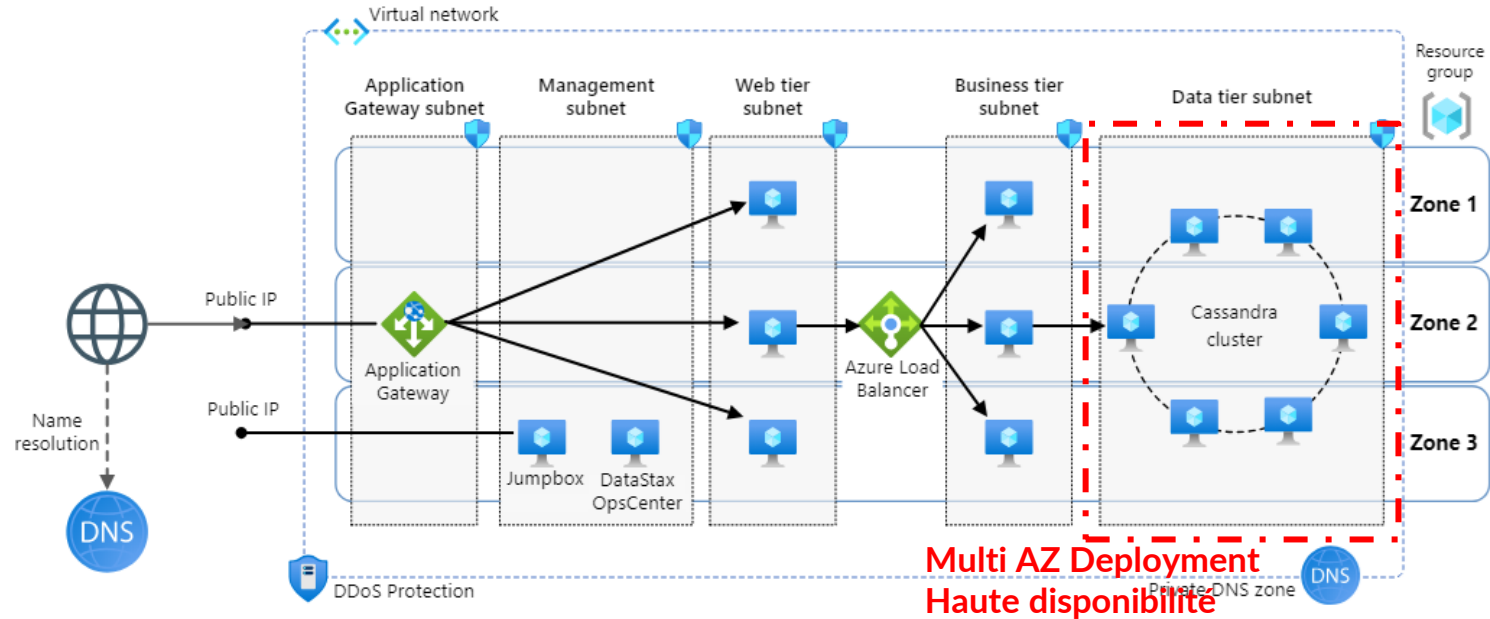 Virtual network
Resource
group
Application
Gateway subnet
Management
subnet
Web tier
subnet
Business tier
subnet
Data tier subnet
Zone 1
Public IP
Application
Gateway
Azure Load
Balancer
Cassandra
cluster
Zone 2
Name
resolution
Public IP
Jumpbox
DataStax
OpsCenter
Zone 3
DNS
DDoS Protection
Multi AZ Deployment
Haute disponibilité
Private DNS zone
DNS